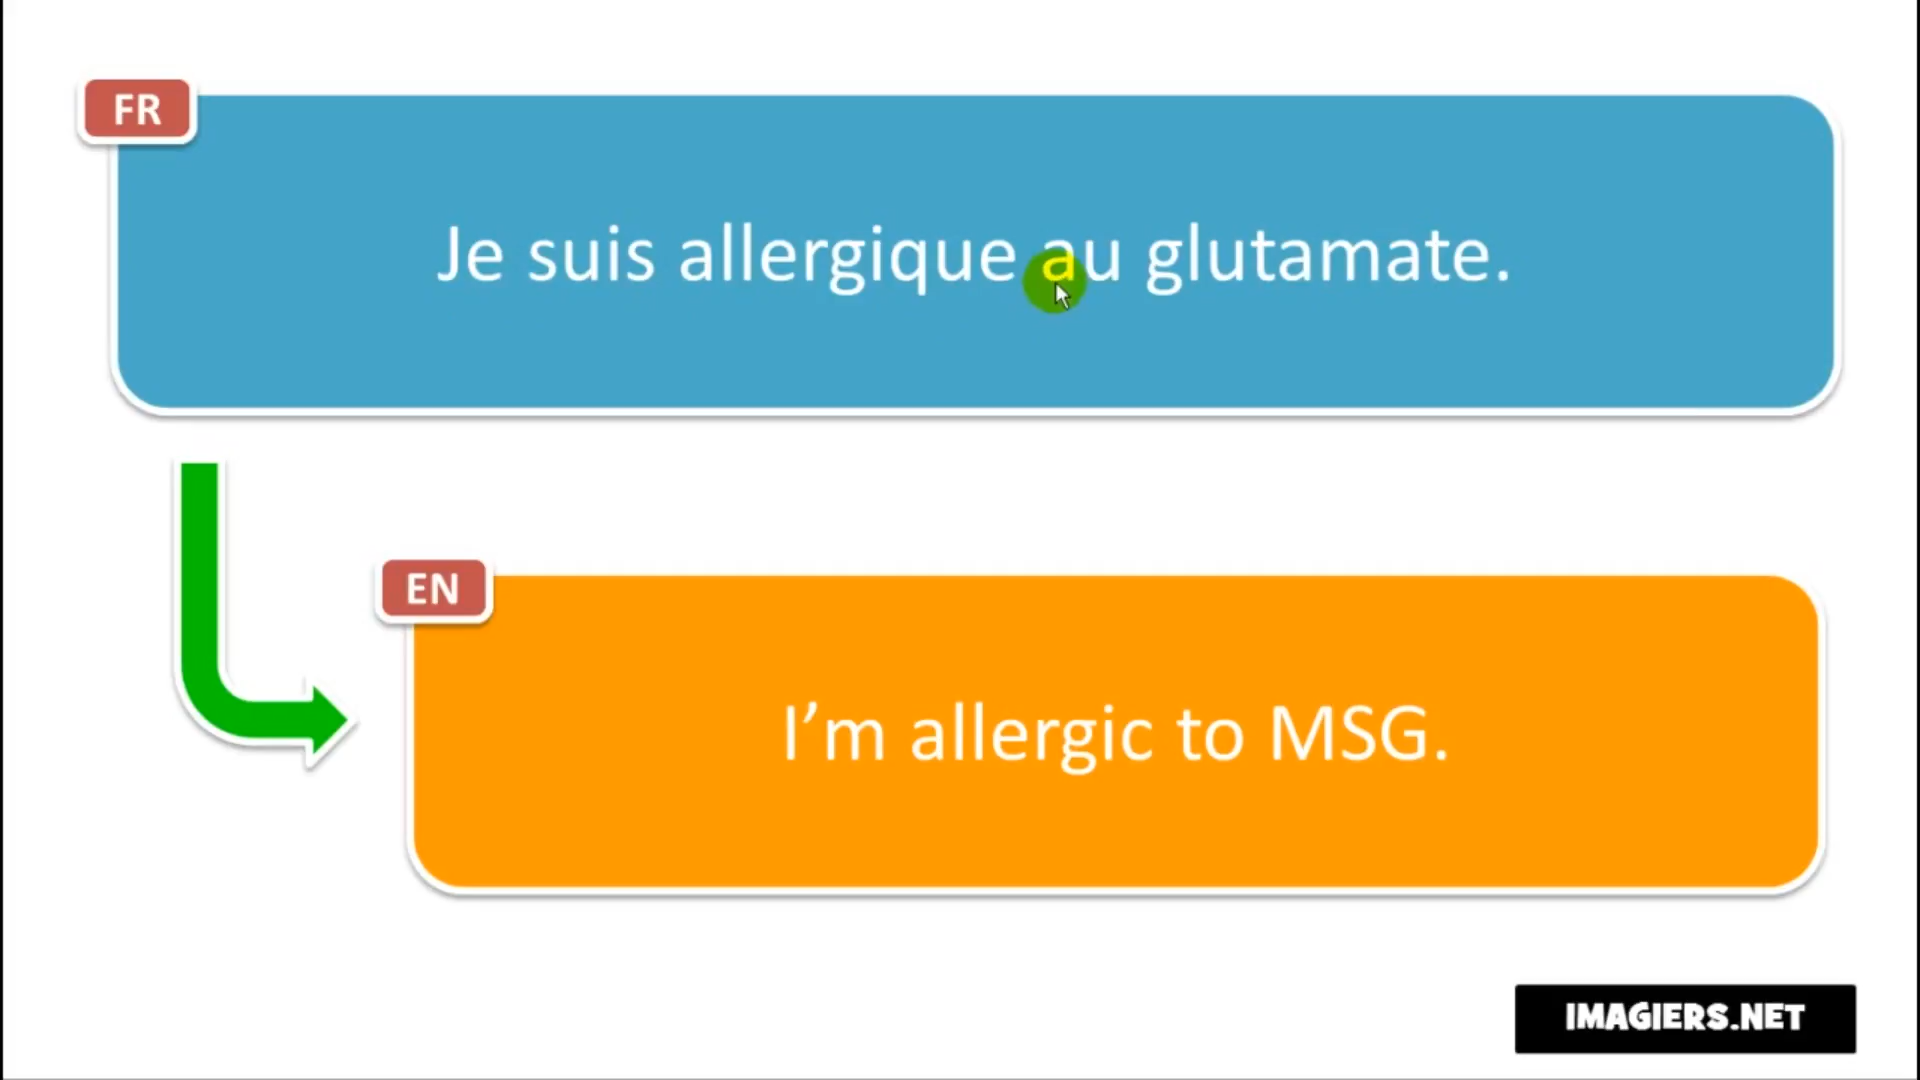 FR
Je suis allergique au glutamate.
EN
I’m allergic to MSG.
IMAGIERS.NET